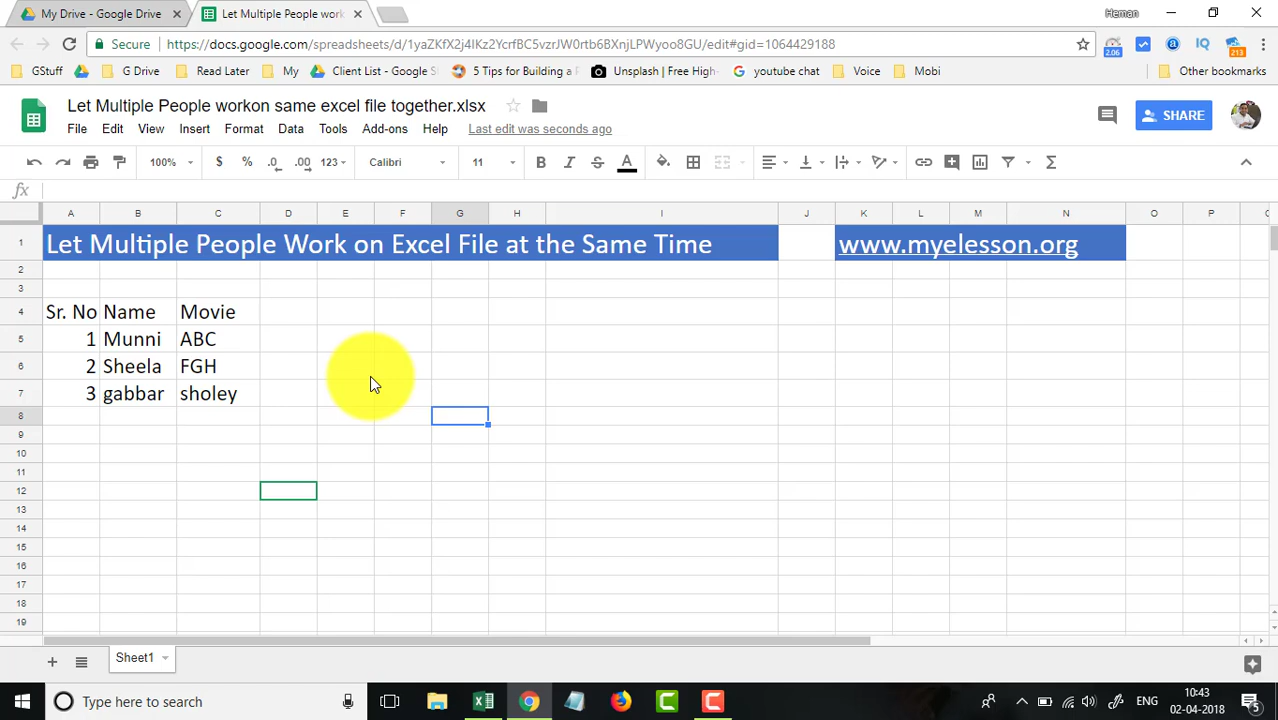 My Drive - Google Drive
Let Multiple People work
Heman
Secure
https://docs.google.com/spreadsheets/d/1yaZKfX2j4IKz2YcrfBC5vzrJW0rtb6BXnjLPWyoo8GU/edit#gid=1064429188
2.06
213
GStuff
G Drive
Read Later
My
Client List - Google S
5 Tips for Building a
Unsplash | Free High-
youtube chat
Voice
Mobi
Other bookmarks
Let Multiple People workon same excel file together.xlsx
File Edit View Insert Format Data Tools Add-ons Help Last edit was seconds ago
SHARE
100% $ % .0 .00 123 Calibri 11 B I S A Σ
fx
A B C D E F G H I J K L M N O P
1 Let Multiple People Work on Excel File at the Same Time www.myelesson.org
2
3
4 Sr. No Name Movie
5 1 Munni ABC
6 2 Sheela FGH
7 3 gabbar sholey
8
9
10
11
12
13
14
15
16
17
18
19
Sheet1
Type here to search
ENG
10:43
02-04-2018
5